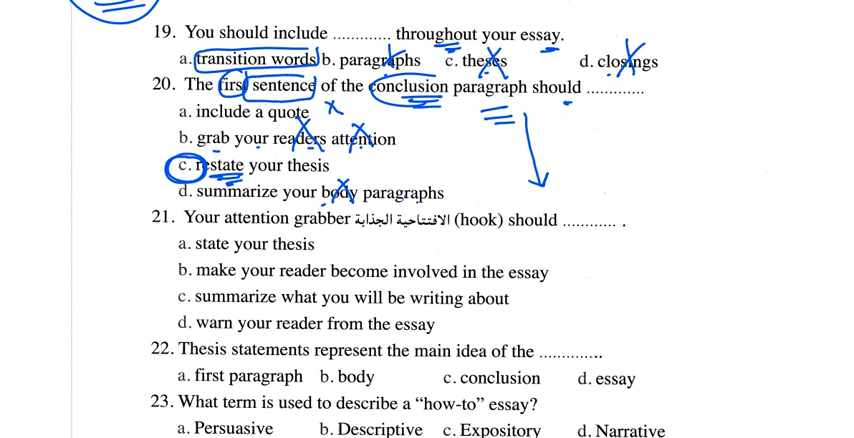 19. You should include ............ throughout your essay.
a. transition words b. paragraphs c. theses d. closings
20. The first sentence of the conclusion paragraph should ............
a. include a quote
b. grab your readers attention
c. restate your thesis
d. summarize your body paragraphs
21. Your attention grabber الافتتاحية الجذابة (hook) should ............ .
a. state your thesis
b. make your reader become involved in the essay
c. summarize what you will be writing about
d. warn your reader from the essay
22. Thesis statements represent the main idea of the .............
a. first paragraph b. body c. conclusion d. essay
23. What term is used to describe a “how-to” essay?
a. Persuasive b. Descriptive c. Expository d. Narrative